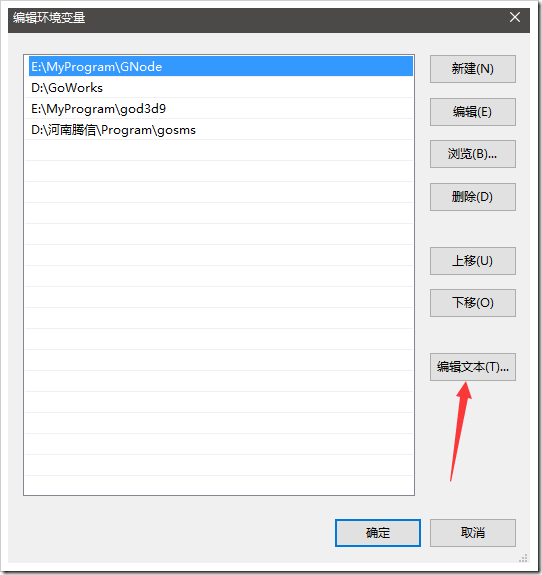 编辑环境变量
E:\MyProgram\GNode
D:\GoWorks
E:\MyProgram\god3d9
D:\河南腾信\Program\gosms
新建(N)
编辑(E)
浏览(B)...
删除(D)
上移(U)
下移(O)
编辑文本(T)...
确定
取消